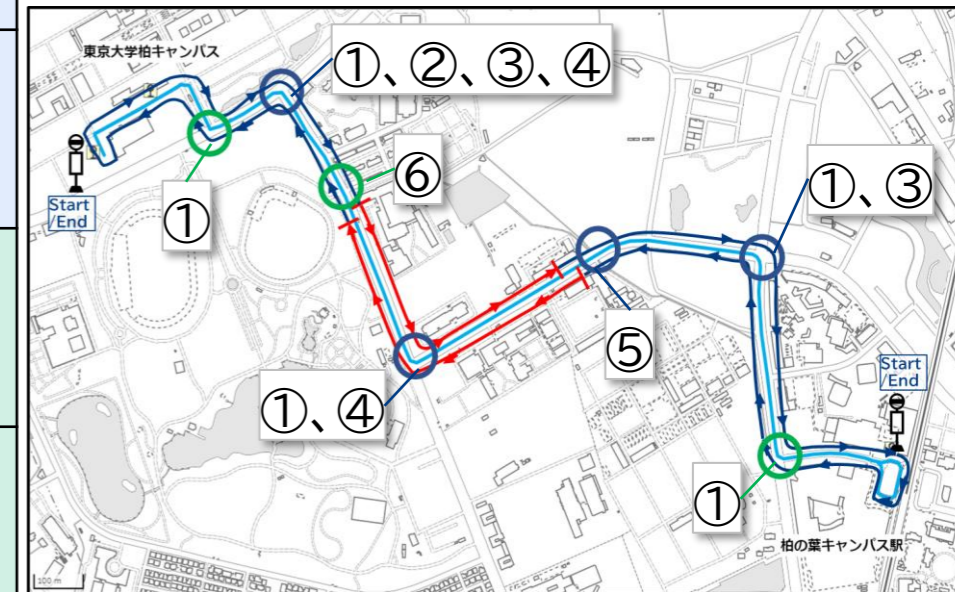 東京大学柏キャンパス
①、②、③、④
⑥
①、③
Start
/End
①
⑤
Start
/End
①、④
①
柏の葉キャンパス駅
100 m